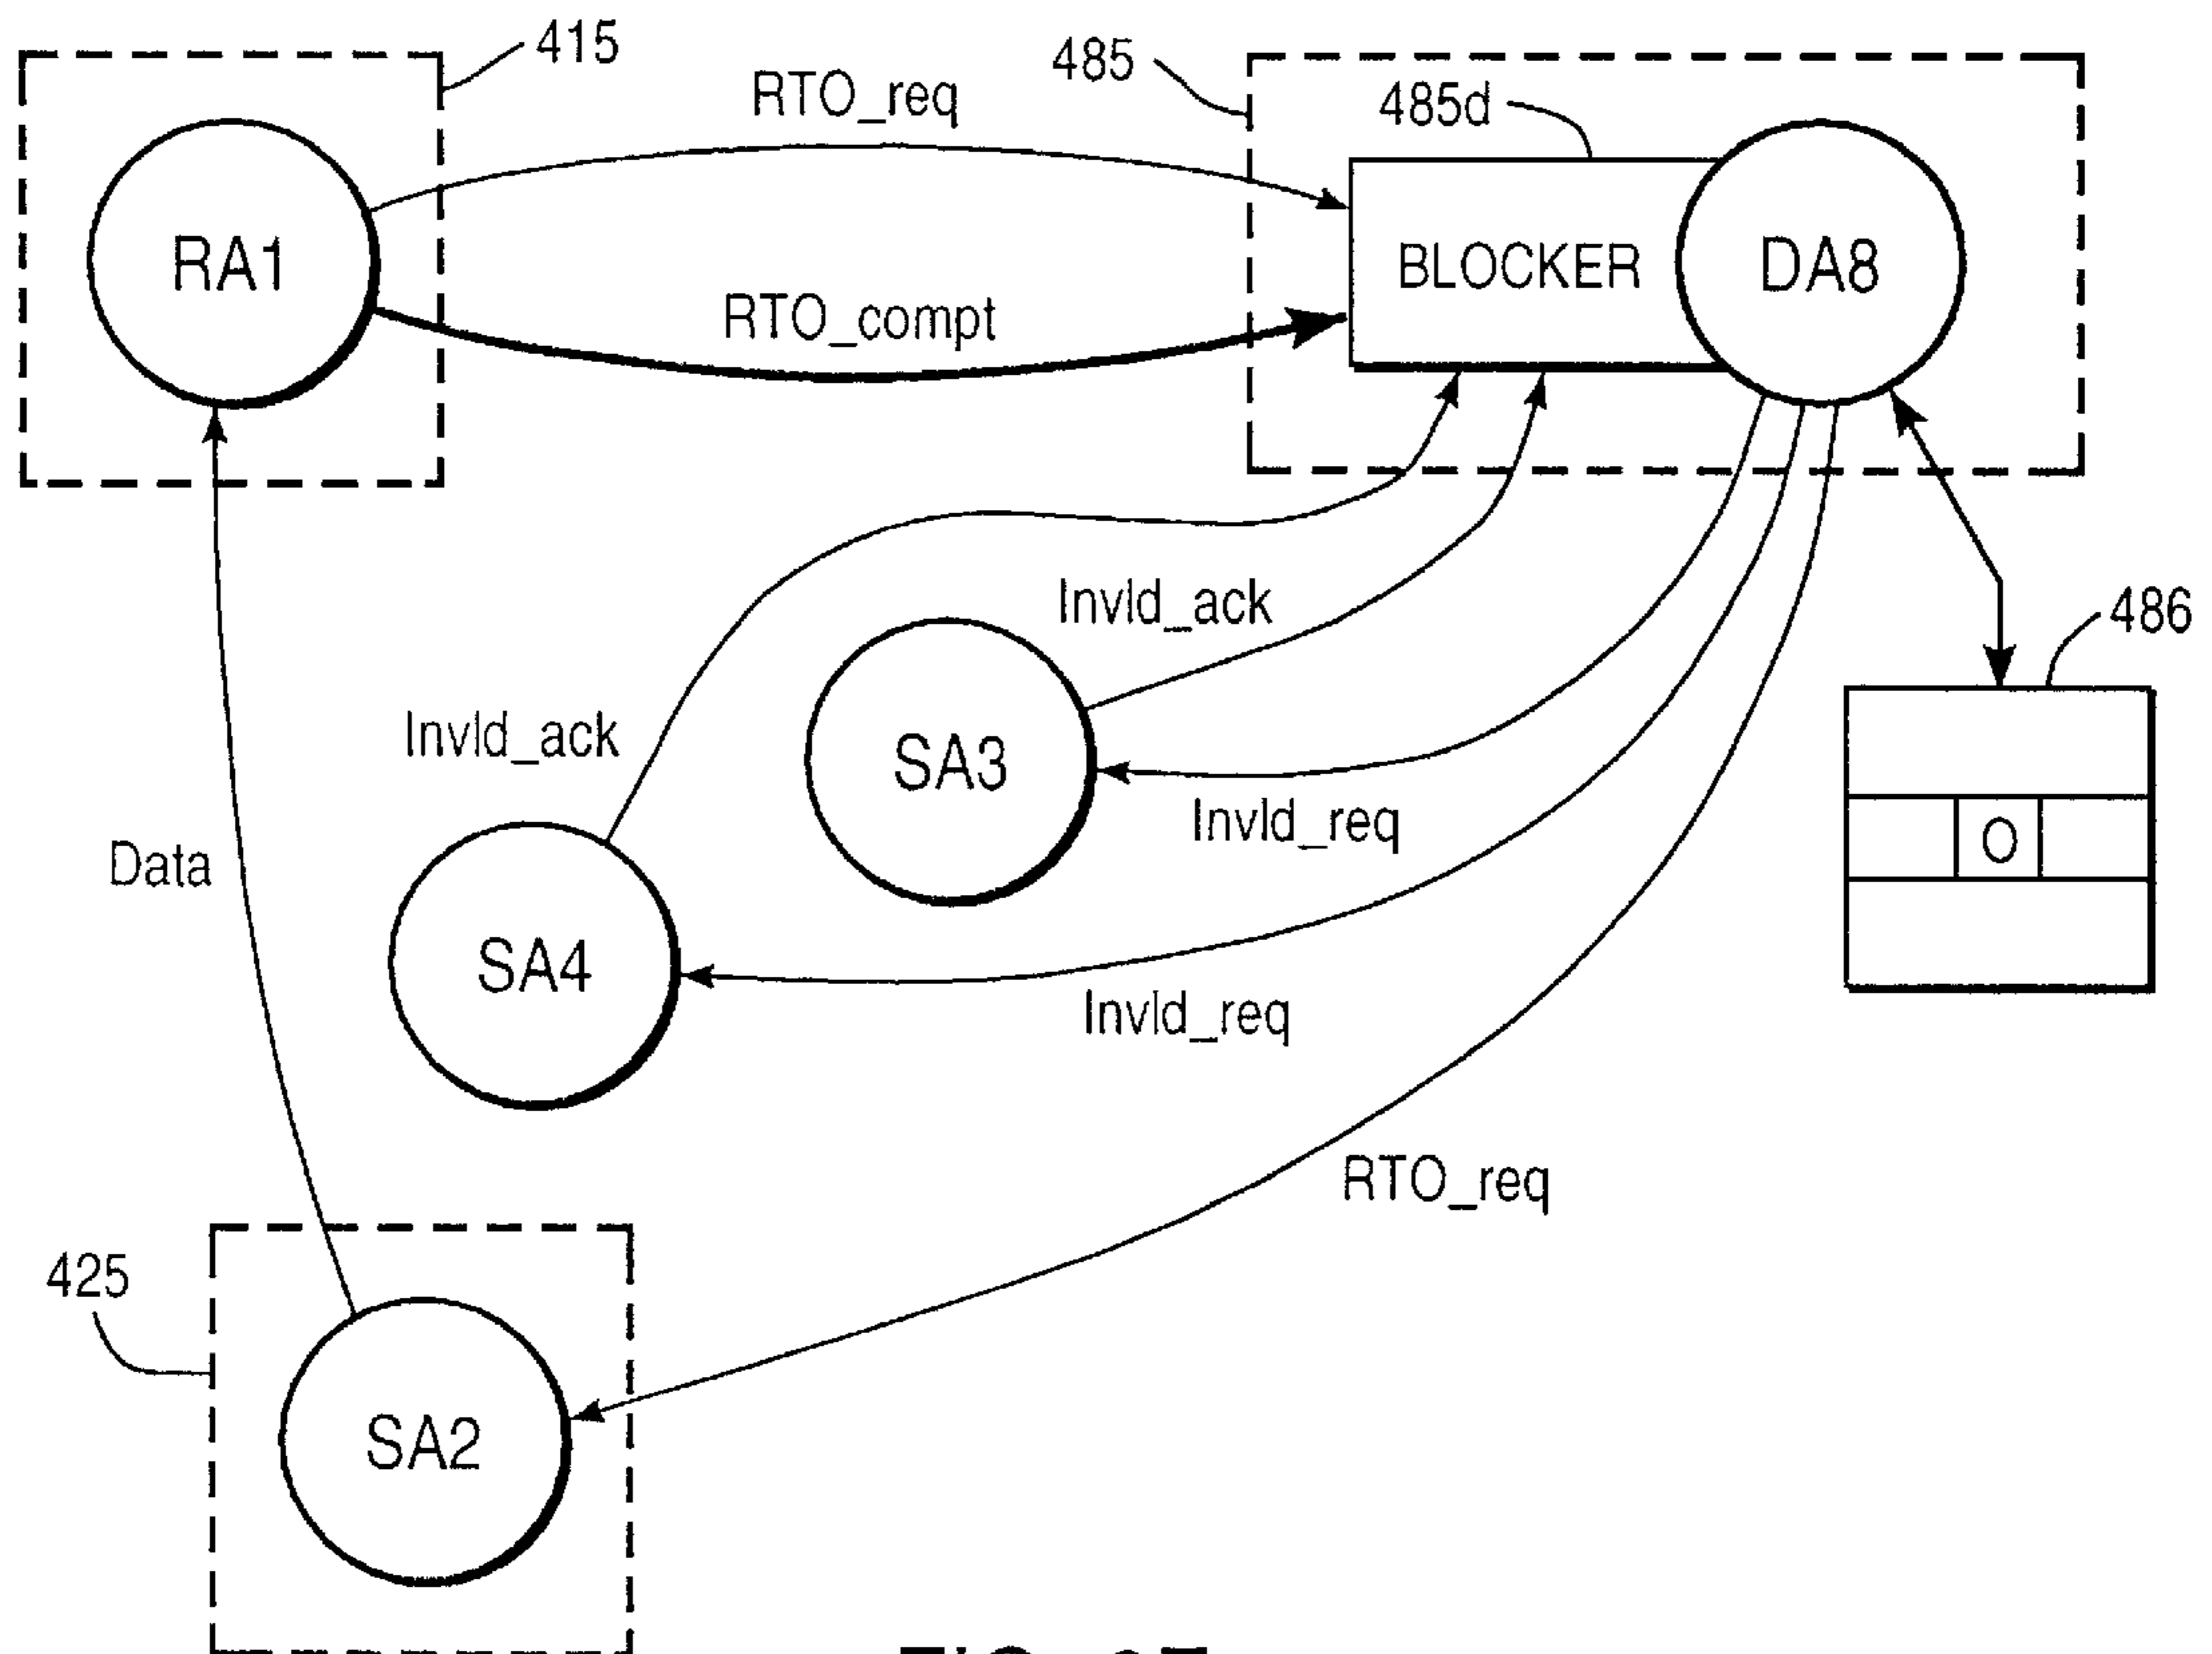 415
RTO_req
485
485d
RA1
BLOCKER
DA8
RTO_compt
Invld_ack
486
SA3
Invld_ack
Invld_req
O
Data
SA4
Invld_req
RTO_req
425
SA2